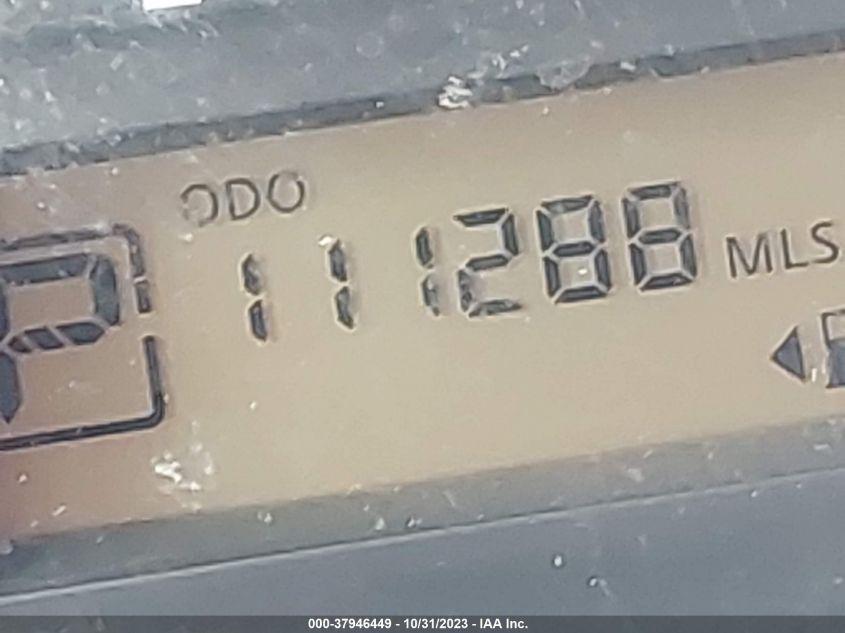 ODO
P 111288 MLS
000-37946449 - 10/31/2023 - IAA Inc.